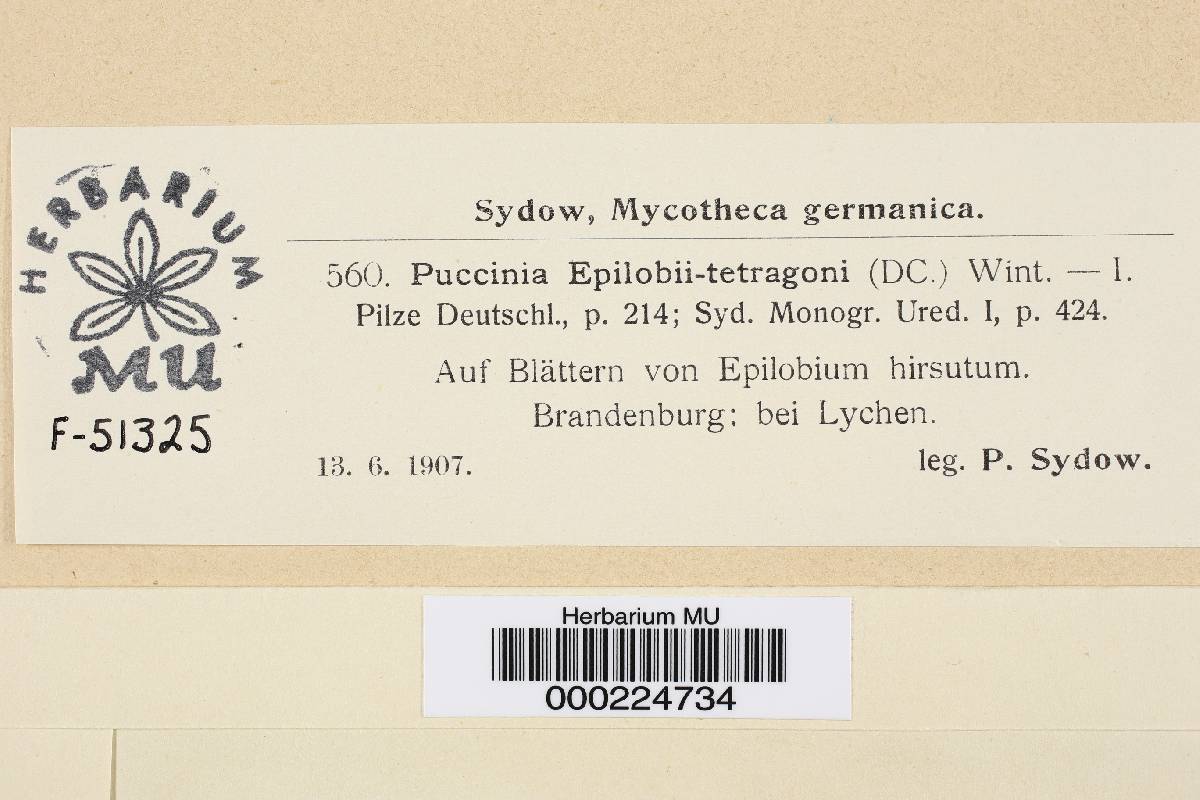 HERBARIUM
MU
F-51325
Sydow, Mycotheca germanica.
560. Puccinia Epilobii-tetragoni (DC.) Wint. — I.
Pilze Deutschl., p. 214; Syd. Monogr. Ured. I, p. 424.
Auf Blättern von Epilobium hirsutum.
Brandenburg: bei Lychen.
13. 6. 1907. leg. P. Sydow.
Herbarium MU
000224734